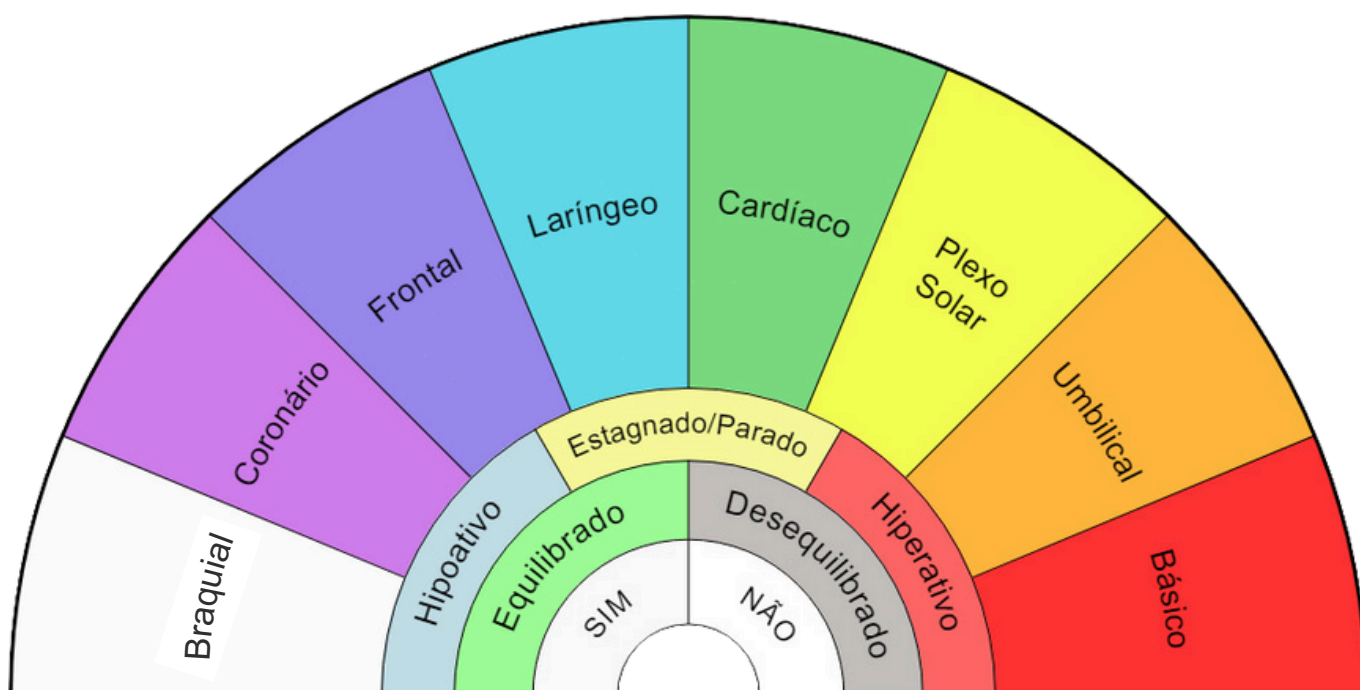 Braquial
Coronário
Frontal
Laríngeo
Cardíaco
Plexo
Solar
Umbilical
Básico
Hipoativo
Estagnado/Parado
Hiperativo
Equilibrado
Desequilibrado
SIM
NÃO